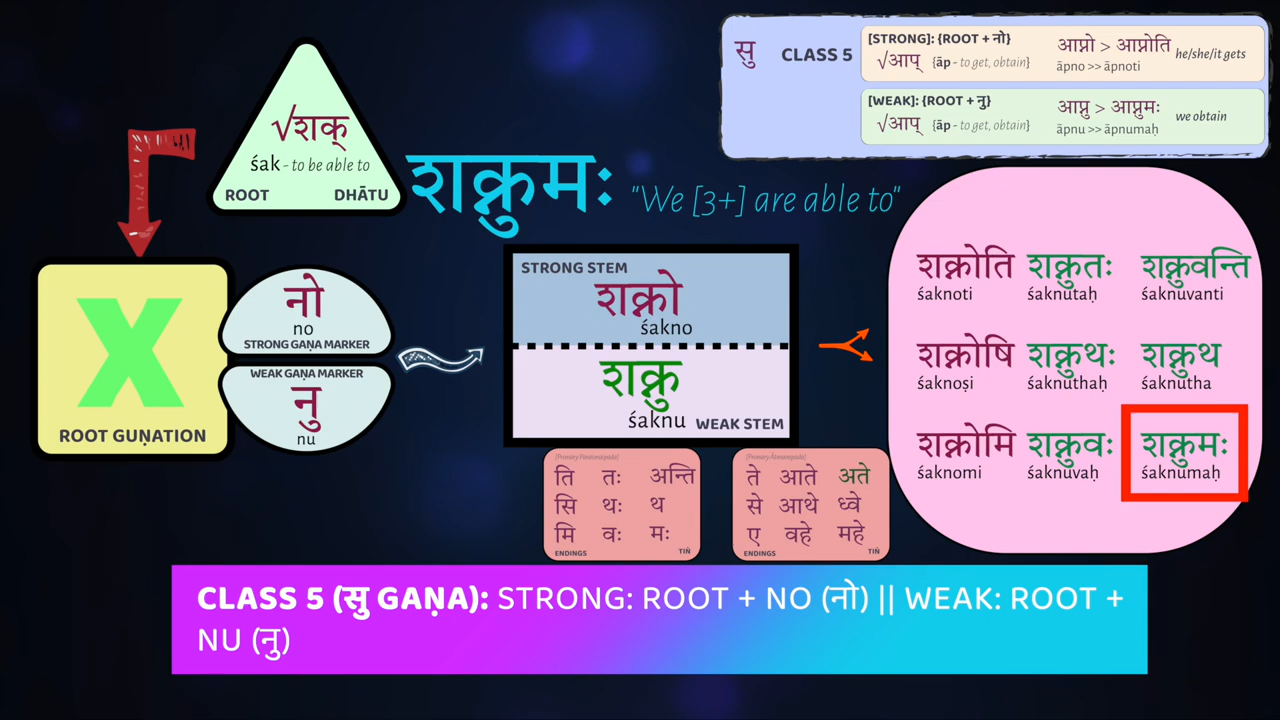 सु CLASS 5
[STRONG]: {ROOT + नो}
√आप् {āp - to get, obtain}
आप्नो > आप्नोति
āpno >> āpnoti
he/she/it gets
[WEAK]: {ROOT + नु}
√आप् {āp - to get, obtain}
आप्नु > आप्नुमः
āpnu >> āpnumaḥ
we obtain
√शक्
śak - to be able to
ROOT DHĀTU
शक्नुमः "We [3+] are able to"
X
ROOT GUṆATION
नो
no
STRONG GAṆA MARKER
WEAK GAṆA MARKER
नु
nu
STRONG STEM
शक्नो
śakno
शक्नु
śaknu WEAK STEM
शक्नोति शक्नुतः शक्नुवन्ति
śaknoti śaknutaḥ śaknuvanti
शक्नोषि शक्नुथः शक्नुथ
śaknoṣi śaknuthaḥ śaknutha
शक्नोमि शक्नुवः शक्नुमः
śaknomi śaknuvaḥ śaknumaḥ
[Primary Parasmaipada]
ति तः अन्ति
सि थः थ
मि वः मः
ENDINGS TIṄ
[Primary Ātmanepada]
ते आते अते
से आथे ध्वे
ए वहे महे
ENDINGS TIṄ
CLASS 5 (सु GAṆA): STRONG: ROOT + NO (नो) || WEAK: ROOT +
NU (नु)